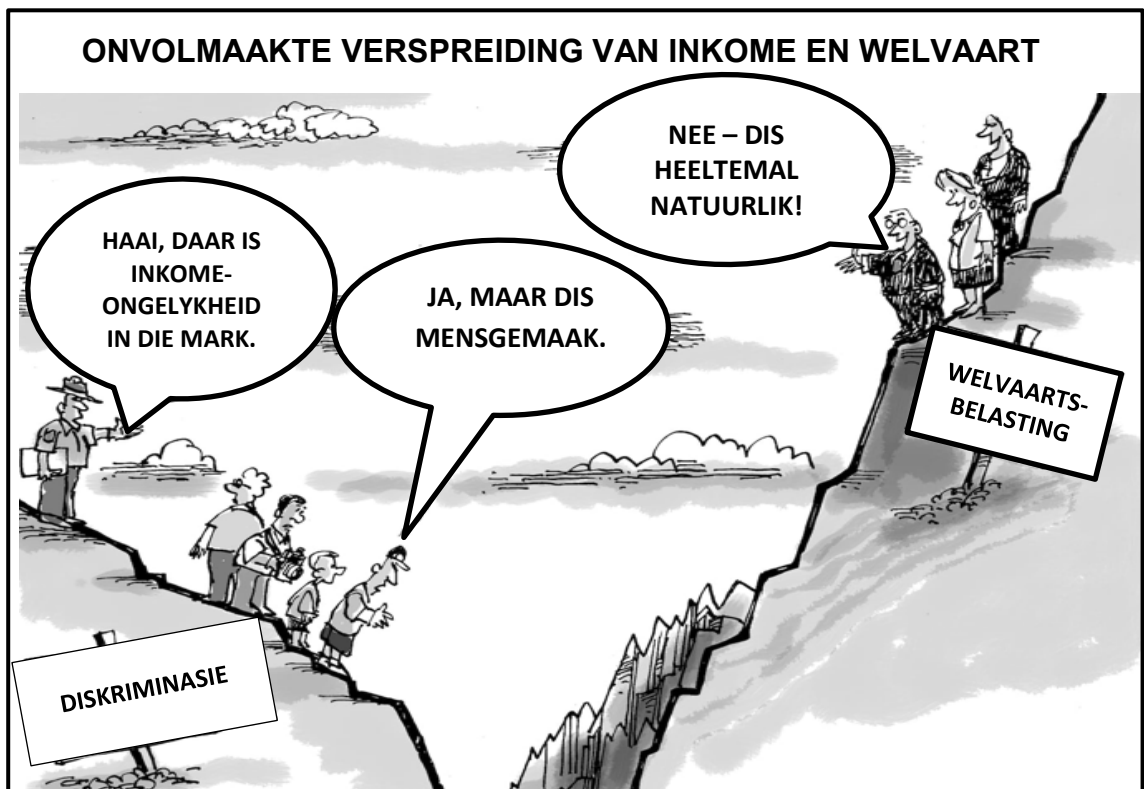 ONVOLMAAKTE VERSPREIDING VAN INKOME EN WELVAART
HAAI, DAAR IS
INKOME-
ONGELYKHEID
IN DIE MARK.
JA, MAAR DIS
MENSGEMAAK.
NEE – DIS
HEELTEMAL
NATUURLIK!
WELVAARTS-
BELASTING
DISKRIMINASIE